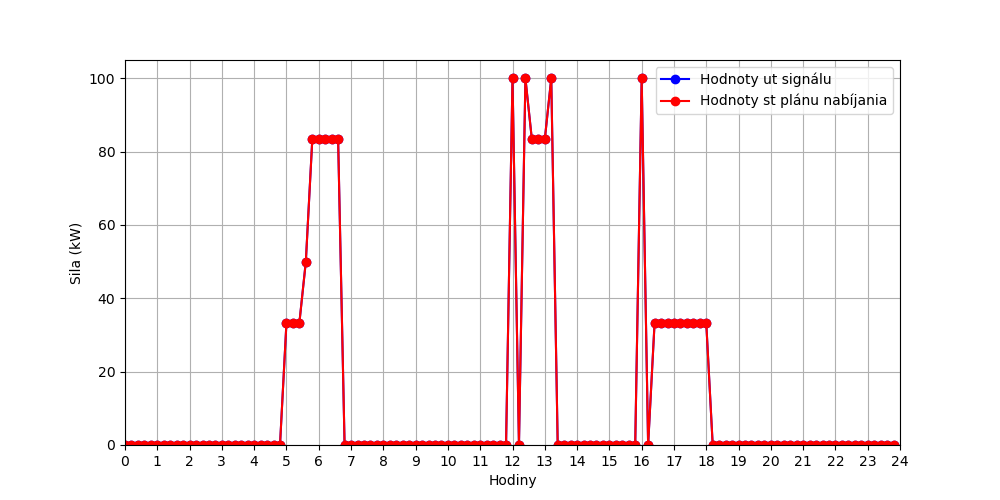 Hodnoty ut signálu
Hodnoty st plánu nabíjania
100
80
60
40
20
0
Sila (kW)
0 1 2 3 4 5 6 7 8 9 10 11 12 13 14 15 16 17 18 19 20 21 22 23 24
Hodiny